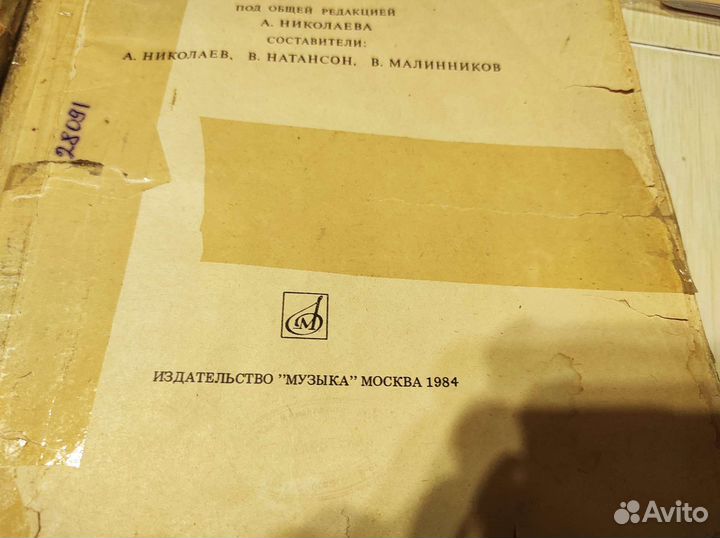 ПОД ОБЩЕЙ РЕДАКЦИЕЙ
А. НИКОЛАЕВА
СОСТАВИТЕЛИ:
А. НИКОЛАЕВ, В. НАТАНСОН, В. МАЛИННИКОВ
28091
М
ИЗДАТЕЛЬСТВО "МУЗЫКА" МОСКВА 1984
Avito